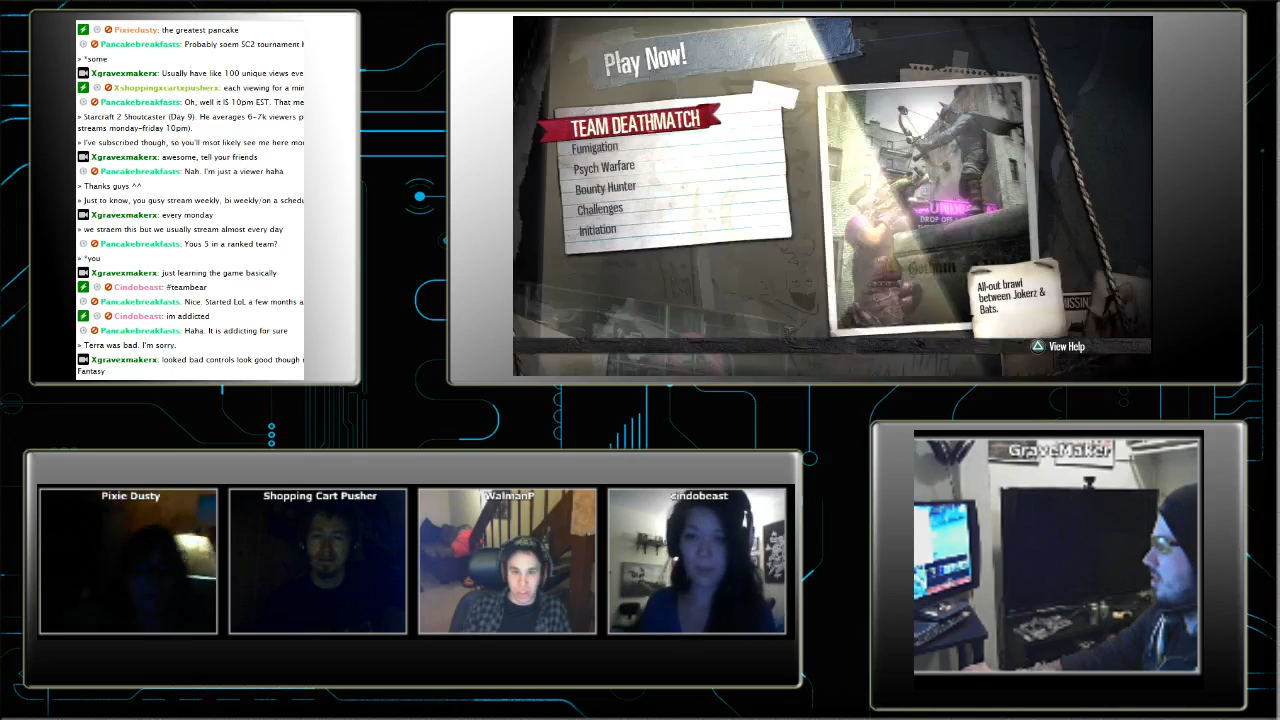 Pixiedusty: the greatest pancake
Pancakebreakfasts: Probably soem SC2 tournament
» *some
Xgravexmakerx: Usually have like 100 unique views eve
Xshoppingxcartxpusherx: each viewing for a min
Pancakebreakfasts: Oh, well it IS 10pm EST. That me
» Starcraft 2 Shoutcaster (Day 9). He averages 6-7k viewers p
streams monday-friday 10pm).
» I've subscribed though, so you'll msot likely see me here mor
Xgravexmakerx: awesome, tell your friends
Pancakebreakfasts: Nah. I'm just a viewer haha
» Thanks guys ^^
» Just to know, you gusy stream weekly, bi weekly/on a schedu
Xgravexmakerx: every monday
» we straem this but we usually stream almost every day
Pancakebreakfasts: Yous 5 in a ranked team?
» *you
Xgravexmakerx: just learning the game basically
Cindobeast: #teambear
Pancakebreakfasts: Nice. Started LoL a few months a
Cindobeast: im addicted
Pancakebreakfasts: Haha. It is addicting for sure
» Terra was bad. I'm sorry.
Xgravexmakerx: looked bad controls look good though
Fantasy
Play Now!
TEAM DEATHMATCH
Fumigation
Psych Warfare
Bounty Hunter
Challenges
Initiation
DROP OFF
Gotham
All-out brawl
between Jokerz &
Bats.
MISSIN
View Help
Pixie Dusty
Shopping Cart Pusher
WalmanP
cindobeast
GraveMaker